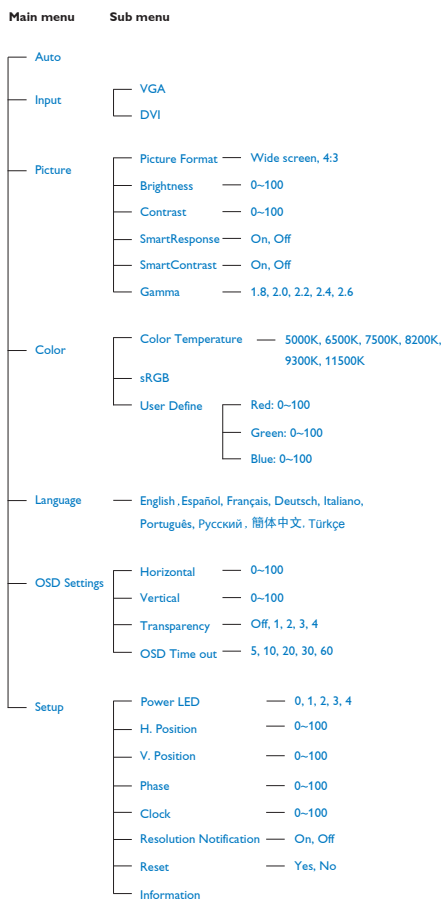 Main menu Sub menu
Auto
Input
VGA
DVI
Picture
Picture Format Wide screen, 4:3
Brightness 0~100
Contrast 0~100
SmartResponse On, Off
SmartContrast On, Off
Gamma 1.8, 2.0, 2.2, 2.4, 2.6
Color
Color Temperature 5000K, 6500K, 7500K, 8200K,
9300K, 11500K
sRGB
User Define
Red: 0~100
Green: 0~100
Blue: 0~100
Language
English , Español, Français, Deutsch, Italiano,
Português, Русский , 簡体中文, Türkçe
OSD Settings
Horizontal 0~100
Vertical 0~100
Transparency Off, 1, 2, 3, 4
OSD Time out 5, 10, 20, 30, 60
Setup
Power LED 0, 1, 2, 3, 4
H. Position 0~100
V. Position 0~100
Phase 0~100
Clock 0~100
Resolution Notification On, Off
Reset Yes, No
Information